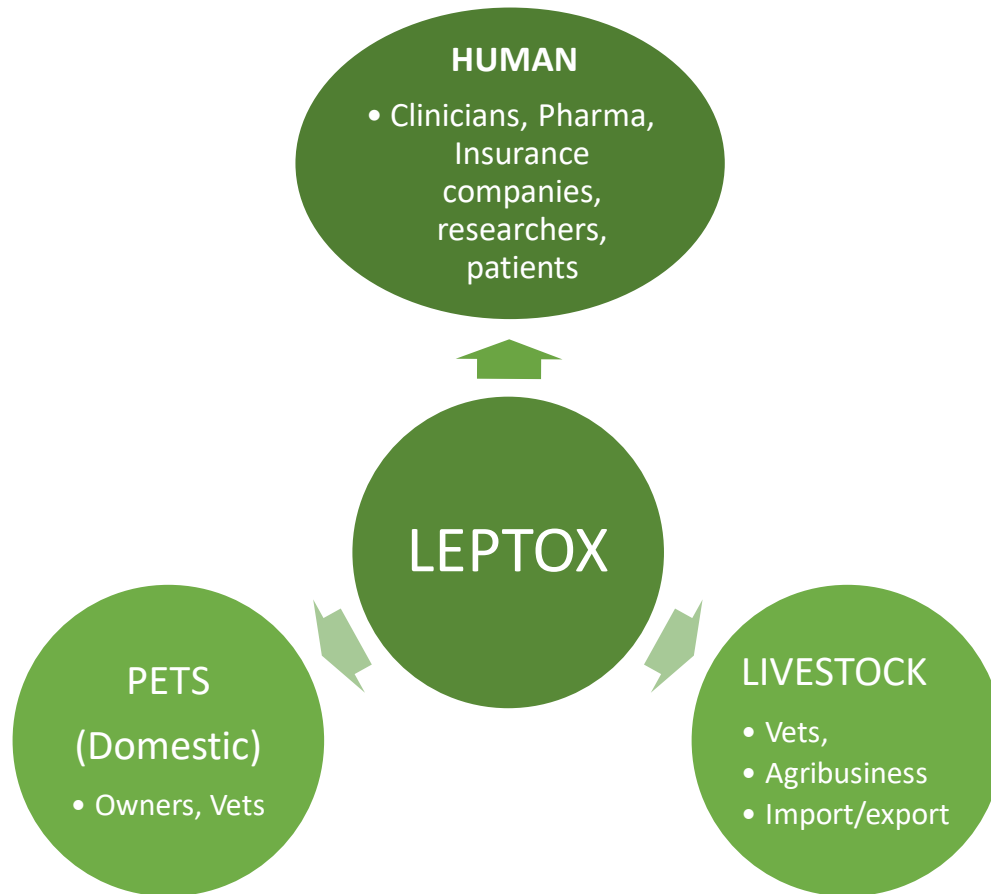 HUMAN
• Clinicians, Pharma,
Insurance
companies,
researchers,
patients
LEPTOX
PETS
(Domestic)
• Owners, Vets
LIVESTOCK
• Vets,
• Agribusiness
• Import/export